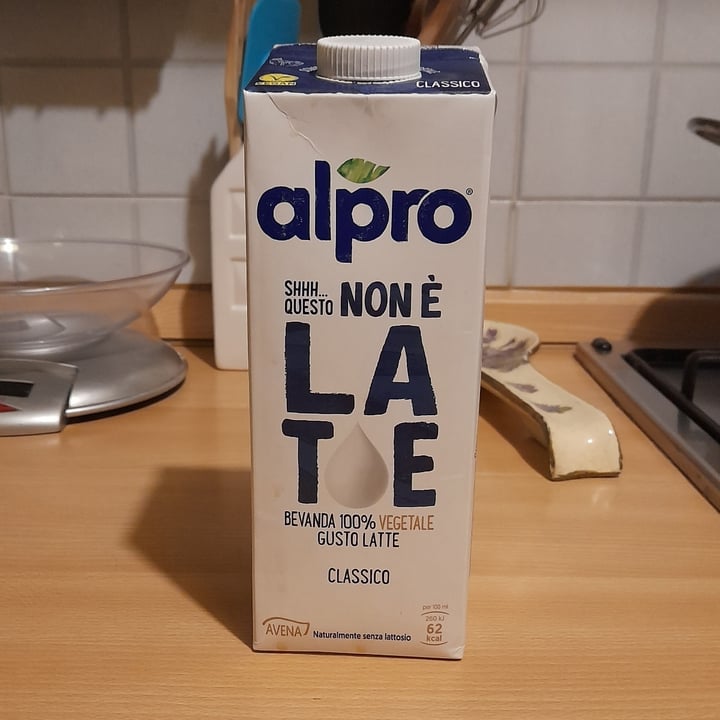 VEGAN
CLASSICO
alpro®
SHHH...
QUESTO NON È
LA
T E
BEVANDA 100% VEGETALE
GUSTO LATTE
CLASSICO
AVENA
Naturalmente senza lattosio
per 100 ml
260 kJ
62
kcal